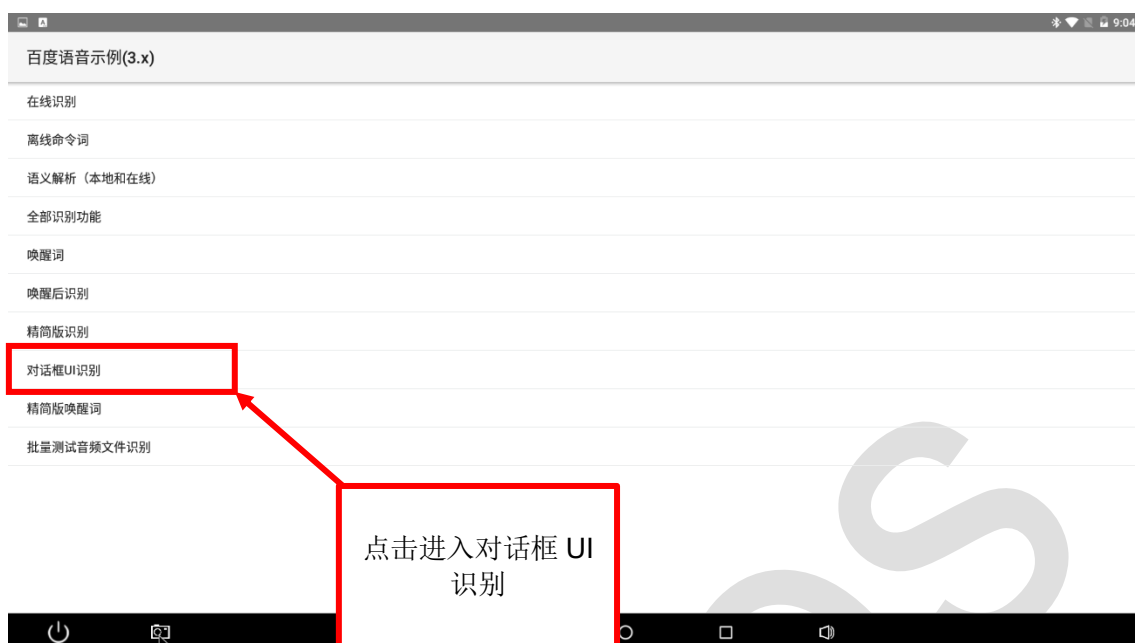 9:04
百度语音示例(3.x)
在线识别
离线命令词
语义解析（本地和在线）
全部识别功能
唤醒词
唤醒后识别
精简版识别
对话框UI识别
精简版唤醒词
批量测试音频文件识别
点击进入对话框 UI
识别